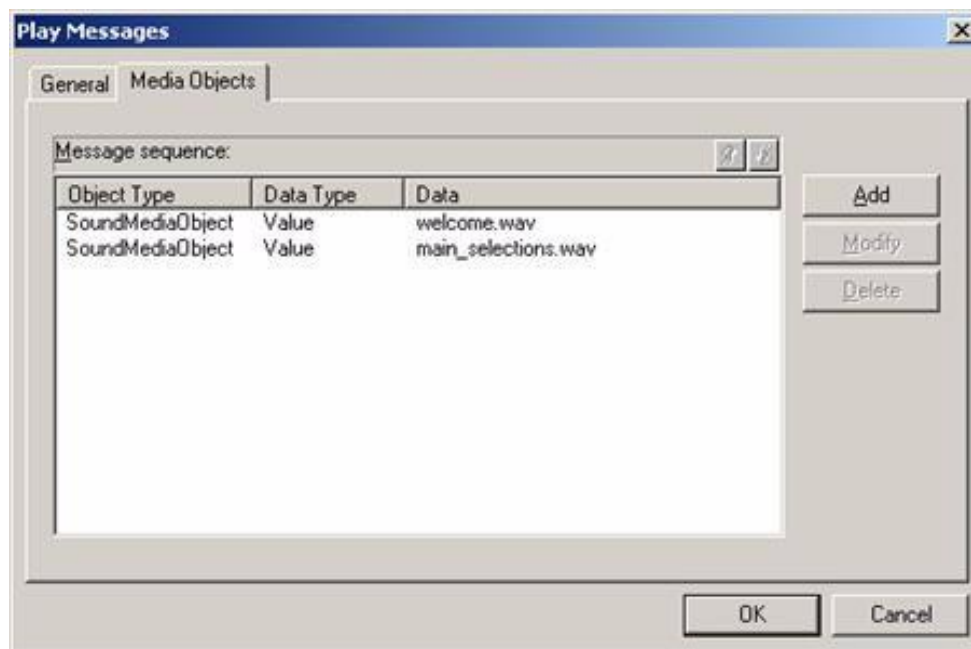 Play Messages
General Media Objects
Message sequence:
Object Type Data Type Data
SoundMediaObject Value welcome.wav
SoundMediaObject Value main_selections.wav
Add
Modify
Delete
OK Cancel